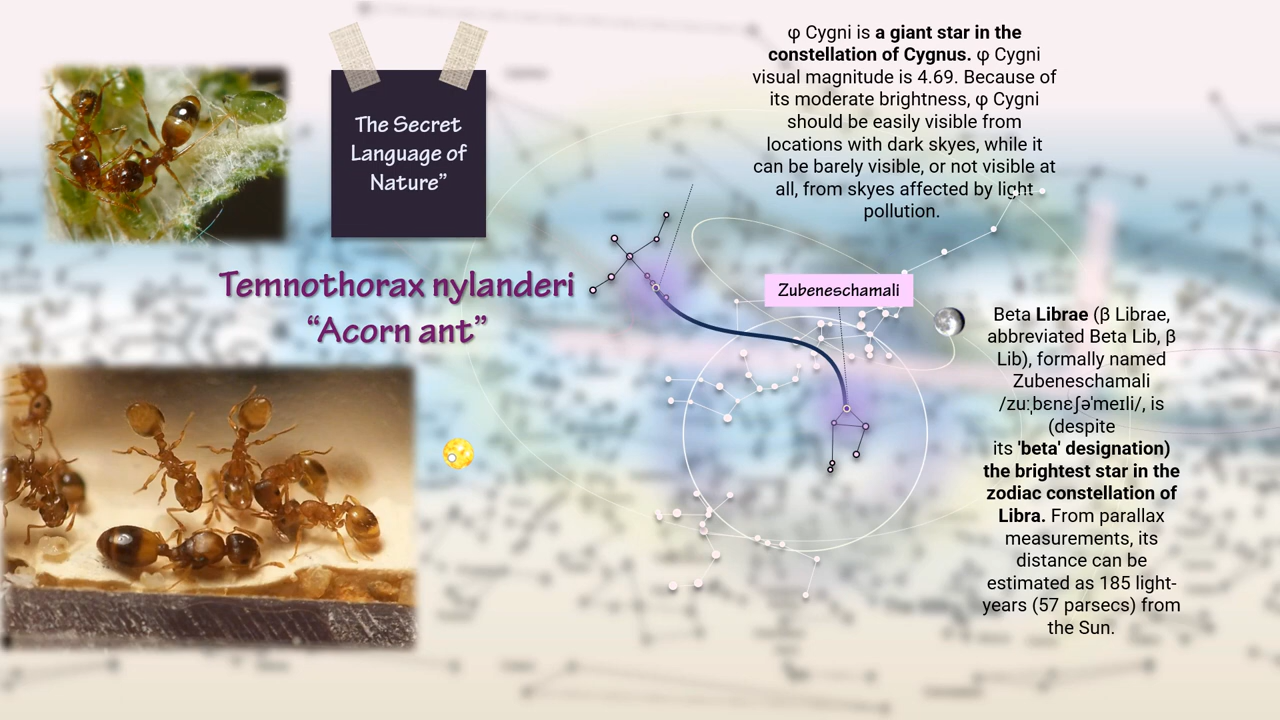 The Secret
Language of
Nature”
Temnothorax nylanderi
“Acorn ant”
φ Cygni is a giant star in the
constellation of Cygnus. φ Cygni
visual magnitude is 4.69. Because of
its moderate brightness, φ Cygni
should be easily visible from
locations with dark skyes, while it
can be barely visible, or not visible at
all, from skyes affected by light
pollution.
Zubeneschamali
Beta Librae (β Librae,
abbreviated Beta Lib, β
Lib), formally named
Zubeneschamali
/zuːˌbɛnɛʃəˈmeɪli/, is
(despite
its 'beta' designation)
the brightest star in the
zodiac constellation of
Libra. From parallax
measurements, its
distance can be
estimated as 185 light-
years (57 parsecs) from
the Sun.